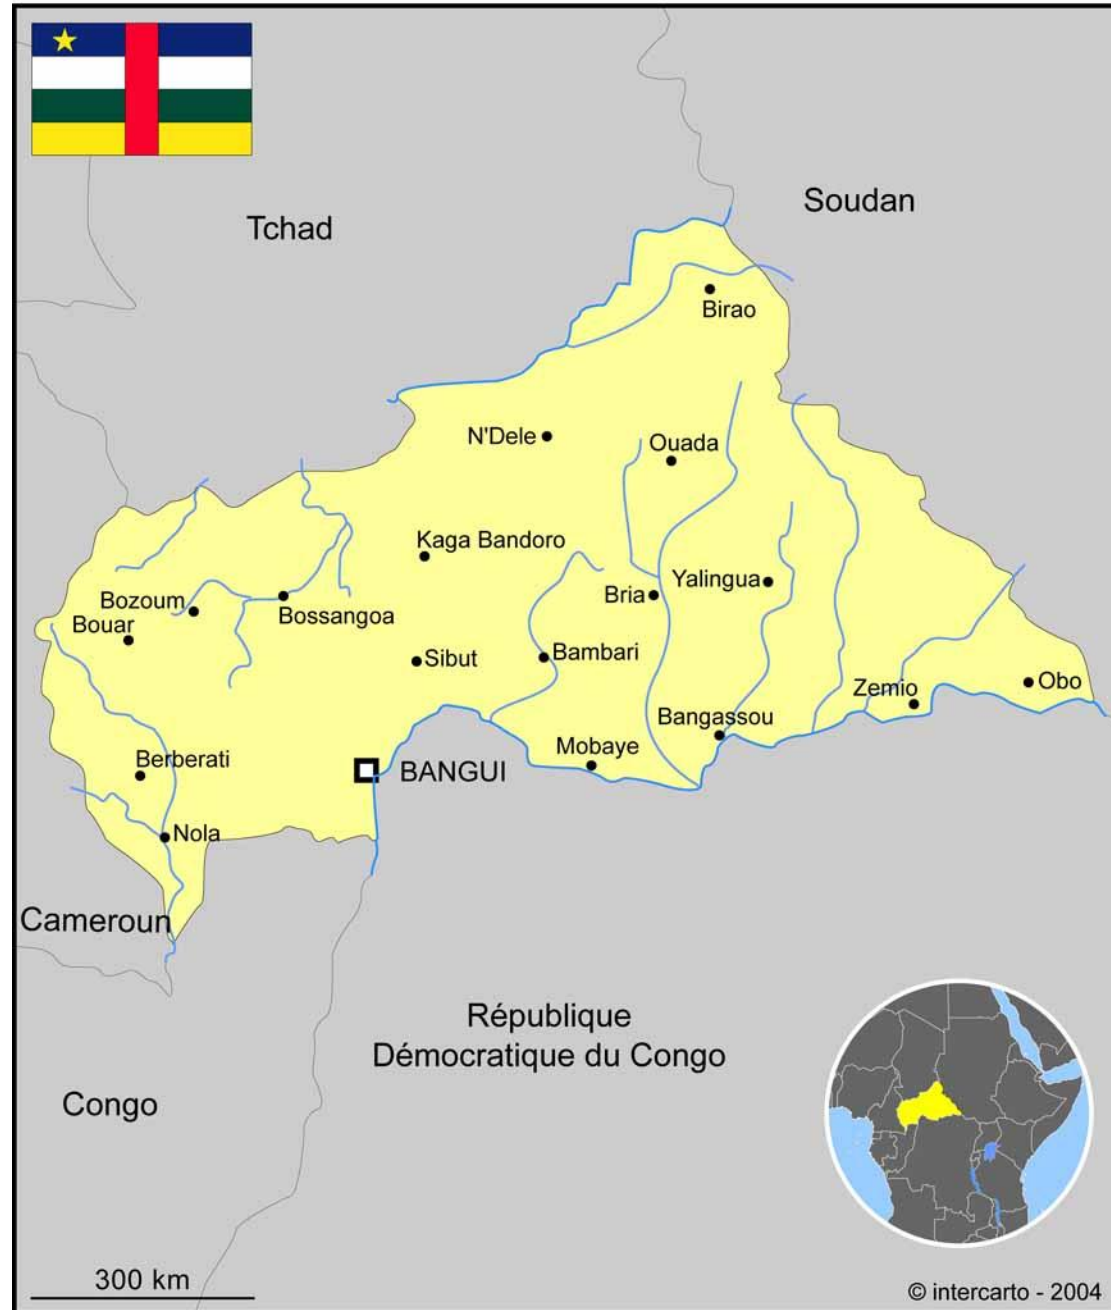 Soudan
Tchad
Birao
N'Dele
Ouada
Kaga Bandoro
Yalingua
Bria
Bozoum
Bossangoa
Bouar
Sibut
Bambari
Obo
Zemio
Bangassou
Mobaye
Berberati
BANGUI
Nola
Cameroun
République
Démocratique du Congo
Congo
300 km
© intercarto - 2004